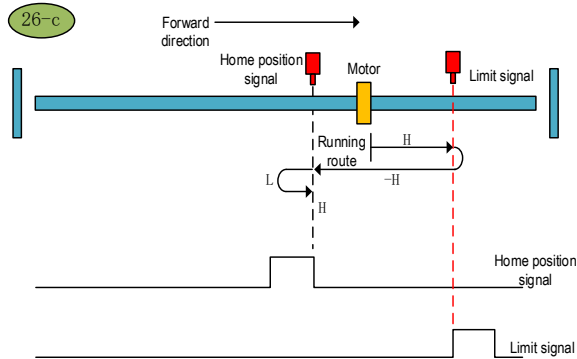 26-c
Forward
direction
Home position
signal
Motor
Limit signal
Running
route
H
L
-H
H
Home position
signal
Limit signal